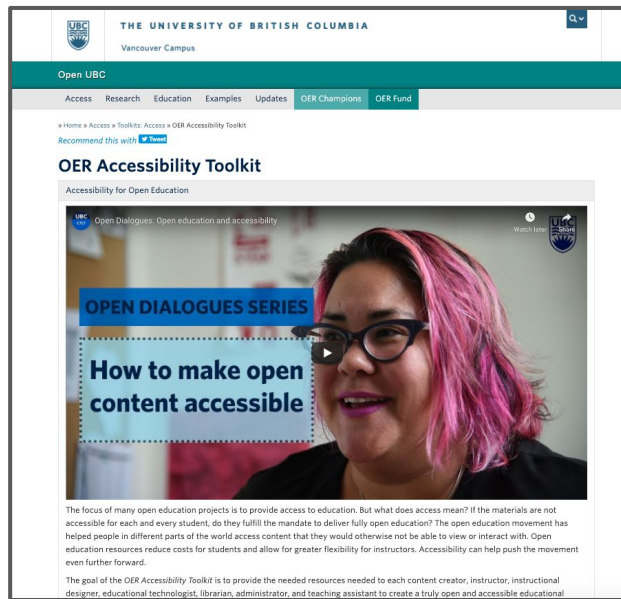 UBC
THE UNIVERSITY OF BRITISH COLUMBIA
Vancouver Campus
Open UBC
Access Research Education Examples Updates OER Champions OER Fund
» Home » Access » Toolkits: Access » OER Accessibility Toolkit
Recommend this with Tweet
OER Accessibility Toolkit
Accessibility for Open Education
UBC
Open Dialogues: Open education and accessibility
Watch later
Share
UBC
OPEN DIALOGUES SERIES
How to make open
content accessible
The focus of many open education projects is to provide access to education. But what does access mean? If the materials are not
accessible for each and every student, do they fulfill the mandate to deliver fully open education? The open education movement has
helped people in different parts of the world access content that they would otherwise not be able to view or interact with. Open
education resources reduce costs for students and allow for greater flexibility for instructors. Accessibility can help push the movement
even further forward.
The goal of the OER Accessibility Toolkit is to provide the needed resources needed to each content creator, instructor, instructional
designer, educational technologist, librarian, administrator, and teaching assistant to create a truly open and accessible educational